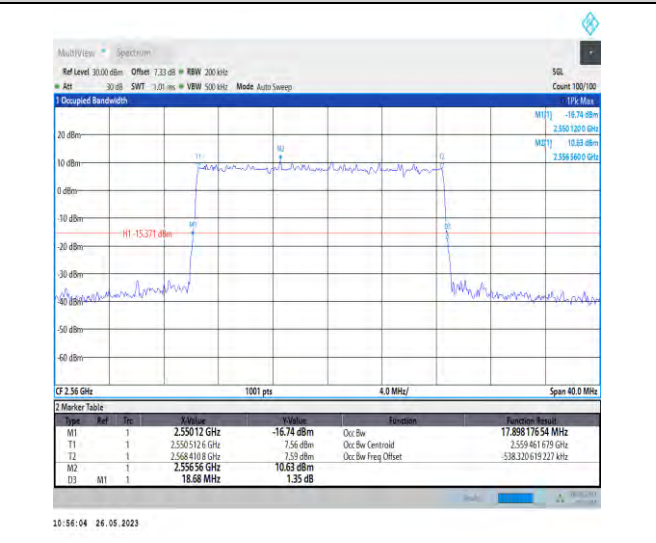 MultiView Spectrum
Ref Level 30.00 dBm Offset 7.33 dB RBW 200 kHz SGL
Att 30 dB SWT 1.01 ms VBW 500 kHz Mode Auto Sweep Count 100/100
1 Occupied Bandwidth 1Pk Max
M1[1] -16.74 dBm
2.550 120 0 GHz
20 dBm
M2[1] 10.63 dBm
2.556 560 0 GHz
M2
T1 T2
10 dBm
0 dBm
-10 dBm
M1 D3
H1 -15.371 dBm
-20 dBm
-30 dBm
-40 dBm
-50 dBm
-60 dBm
CF 2.56 GHz 1001 pts 4.0 MHz/ Span 40.0 MHz
2 Marker Table
Type Ref Trc X-Value Y-Value Function Function Result
M1 1 2.55012 GHz -16.74 dBm Occ Bw 17.898 176 54 MHz
T1 1 2.550 512 6 GHz 7.56 dBm Occ Bw Centroid 2.559 461 679 GHz
T2 1 2.568 410 8 GHz 7.59 dBm Occ Bw Freq Offset -538.320 619 227 kHz
M2 1 2.556 56 GHz 10.63 dBm
D3 M1 1 18.68 MHz 1.35 dB
10:56:04 26.05.2023